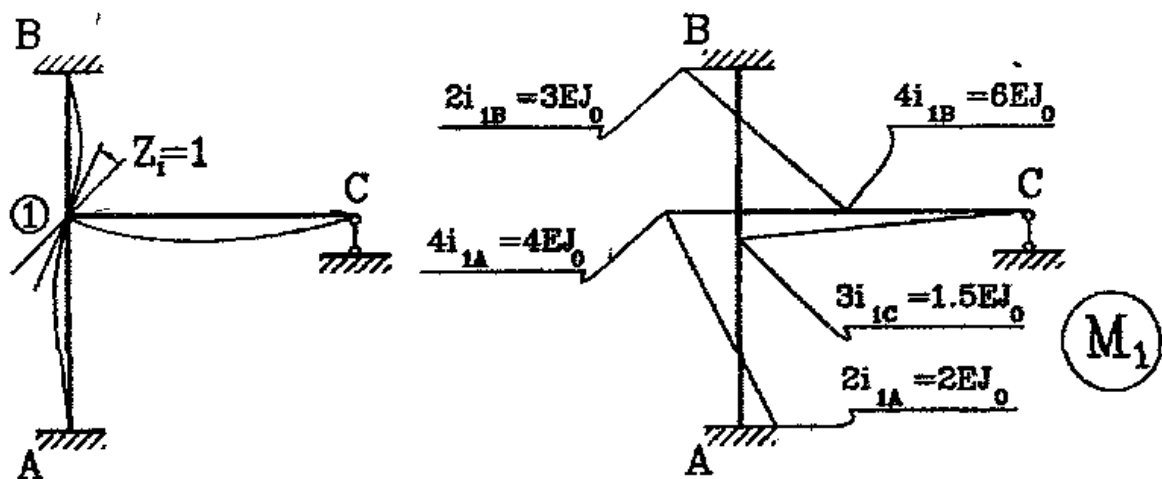 B
Z₁=1
①
C
A
B
2i₁B=3EJ₀
4i₁B=6EJ₀
C
4i₁A=4EJ₀
3i₁C=1.5EJ₀
M₁
2i₁A=2EJ₀
A